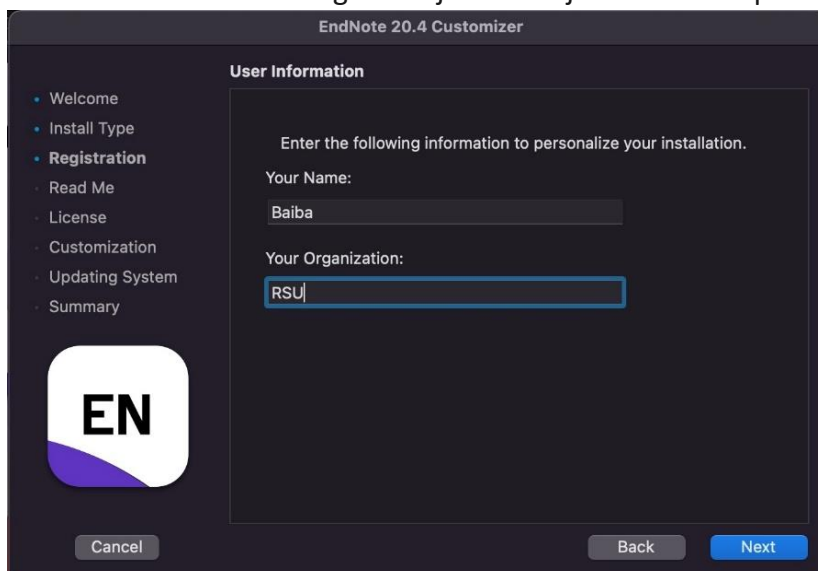 EndNote 20.4 Customizer
User Information
Welcome
Install Type
Registration
Read Me
License
Customization
Updating System
Summary
Enter the following information to personalize your installation.
Your Name:
Baiba
Your Organization:
RSU
EN
Cancel
Back
Next